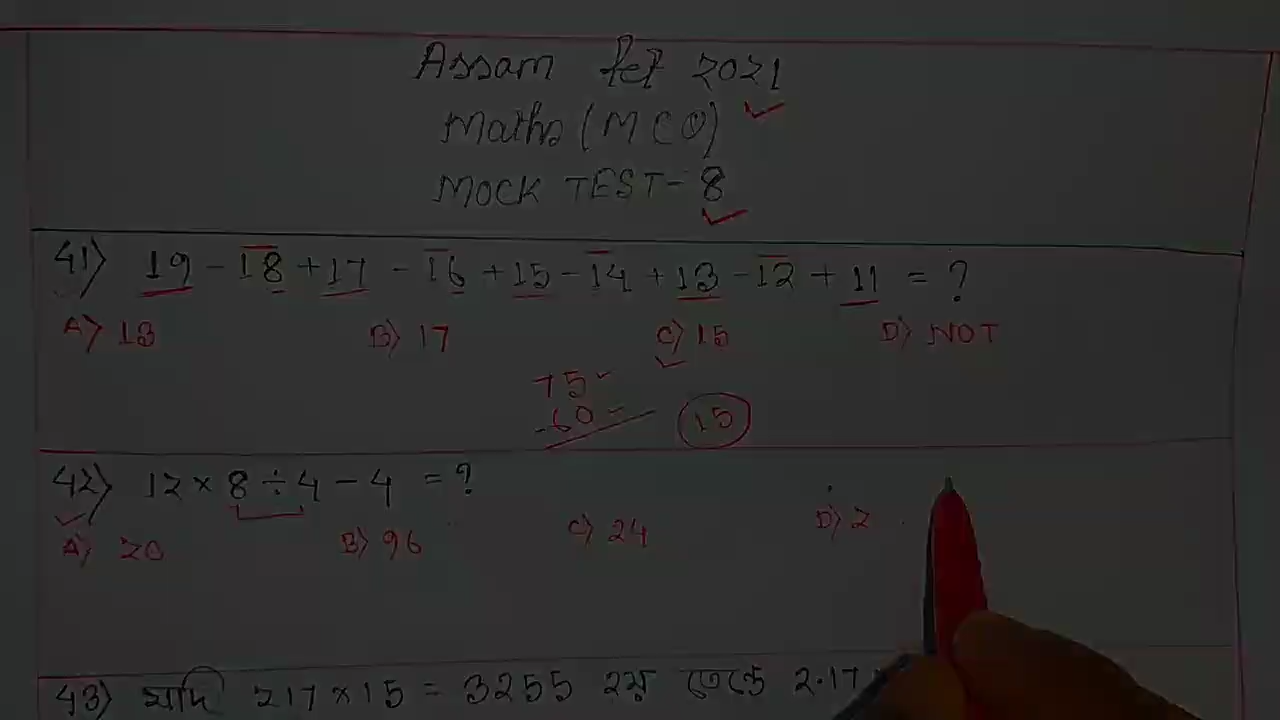 Assam Tet 2021
Maths (MCQ)
MOCK TEST-8
41) 19 - 18 + 17 - 16 + 15 - 14 + 13 - 12 + 11 = ?
A) 13 B) 17 C) 15 D) NOT
75
-60 15
42) 12 × 8 ÷ 4 - 4 = ?
A) 20 B) 96 C) 24 D) 2
43) যদি 217 × 15 = 3255 হয় তেন্তে 2.17